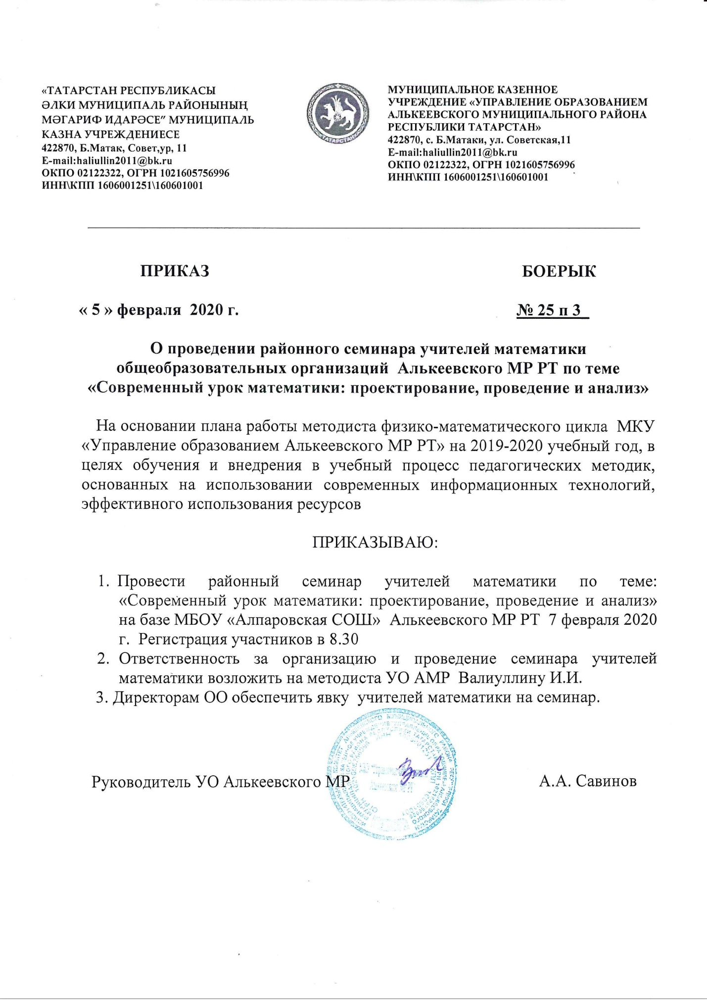 «ТАТАРСТАН РЕСПУБЛИКАСЫ
ӘЛКИ МУНИЦИПАЛЬ РАЙОНЫНЫҢ
МӘГАРИФ ИДАРӘСЕ” МУНИЦИПАЛЬ
КАЗНА УЧРЕЖДЕНИЕСЕ
422870, Б.Матак, Совет,ур, 11
E-mail:haliullin2011@bk.ru
ОКПО 02122322, ОГРН 1021605756996
ИНН\КПП 1606001251\160601001
ТАТАРСТАН
МУНИЦИПАЛЬНОЕ КАЗЕННОЕ
УЧРЕЖДЕНИЕ «УПРАВЛЕНИЕ ОБРАЗОВАНИЕМ
АЛЬКЕЕВСКОГО МУНИЦИПАЛЬНОГО РАЙОНА
РЕСПУБЛИКИ ТАТАРСТАН»
422870, с. Б.Матаки, ул. Советская,11
E-mail:haliullin2011@bk.ru
ОКПО 02122322, ОГРН 1021605756996
ИНН\КПП 1606001251\160601001
ПРИКАЗ БОЕРЫК
« 5 » февраля 2020 г. № 25 п 3
О проведении районного семинара учителей математики
общеобразовательных организаций Алькеевского МР РТ по теме
«Современный урок математики: проектирование, проведение и анализ»
На основании плана работы методиста физико-математического цикла МКУ
«Управление образованием Алькеевского МР РТ» на 2019-2020 учебный год, в
целях обучения и внедрения в учебный процесс педагогических методик,
основанных на использовании современных информационных технологий,
эффективного использования ресурсов
ПРИКАЗЫВАЮ:
1. Провести районный семинар учителей математики по теме:
«Современный урок математики: проектирование, проведение и анализ»
на базе МБОУ «Алпаровская СОШ» Алькеевского МР РТ 7 февраля 2020
г. Регистрация участников в 8.30
2. Ответственность за организацию и проведение семинара учителей
математики возложить на методиста УО АМР Валиуллину И.И.
3. Директорам ОО обеспечить явку учителей математики на семинар.
Руководитель УО Алькеевского МР А.А. Савинов